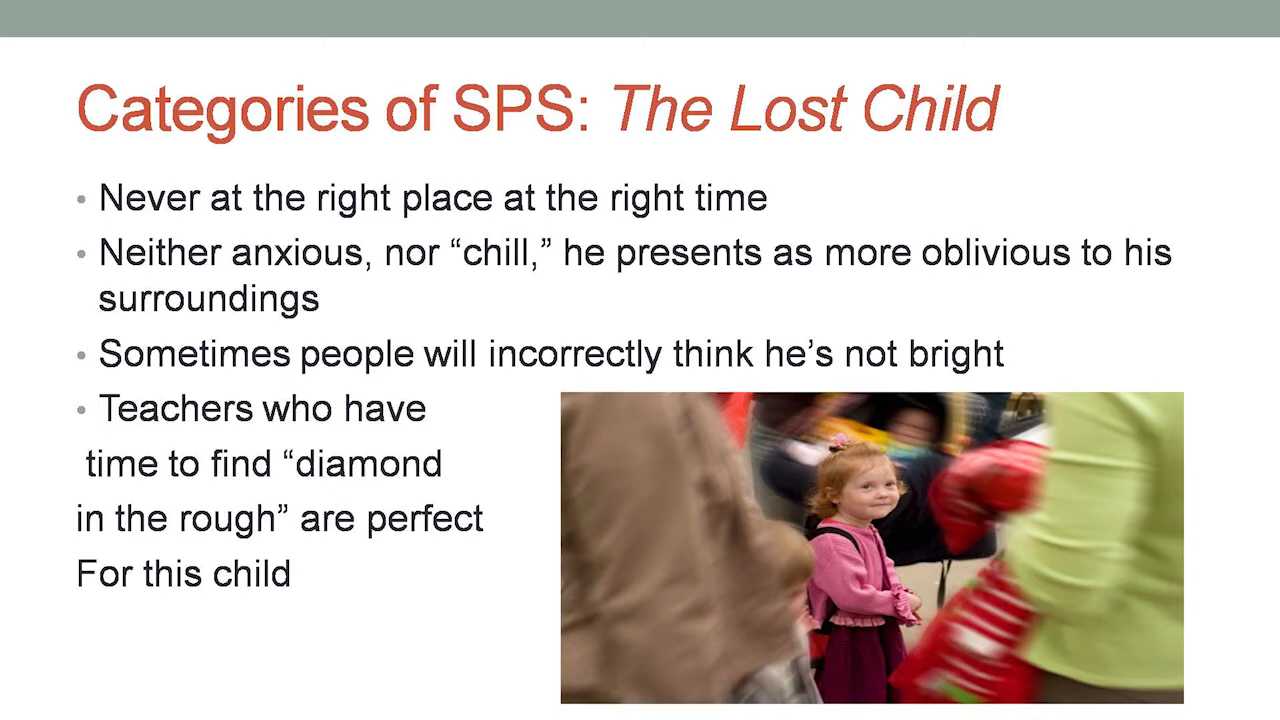 Categories of SPS: The Lost Child
• Never at the right place at the right time
• Neither anxious, nor “chill,” he presents as more oblivious to his
surroundings
• Sometimes people will incorrectly think he’s not bright
• Teachers who have
time to find “diamond
in the rough” are perfect
For this child